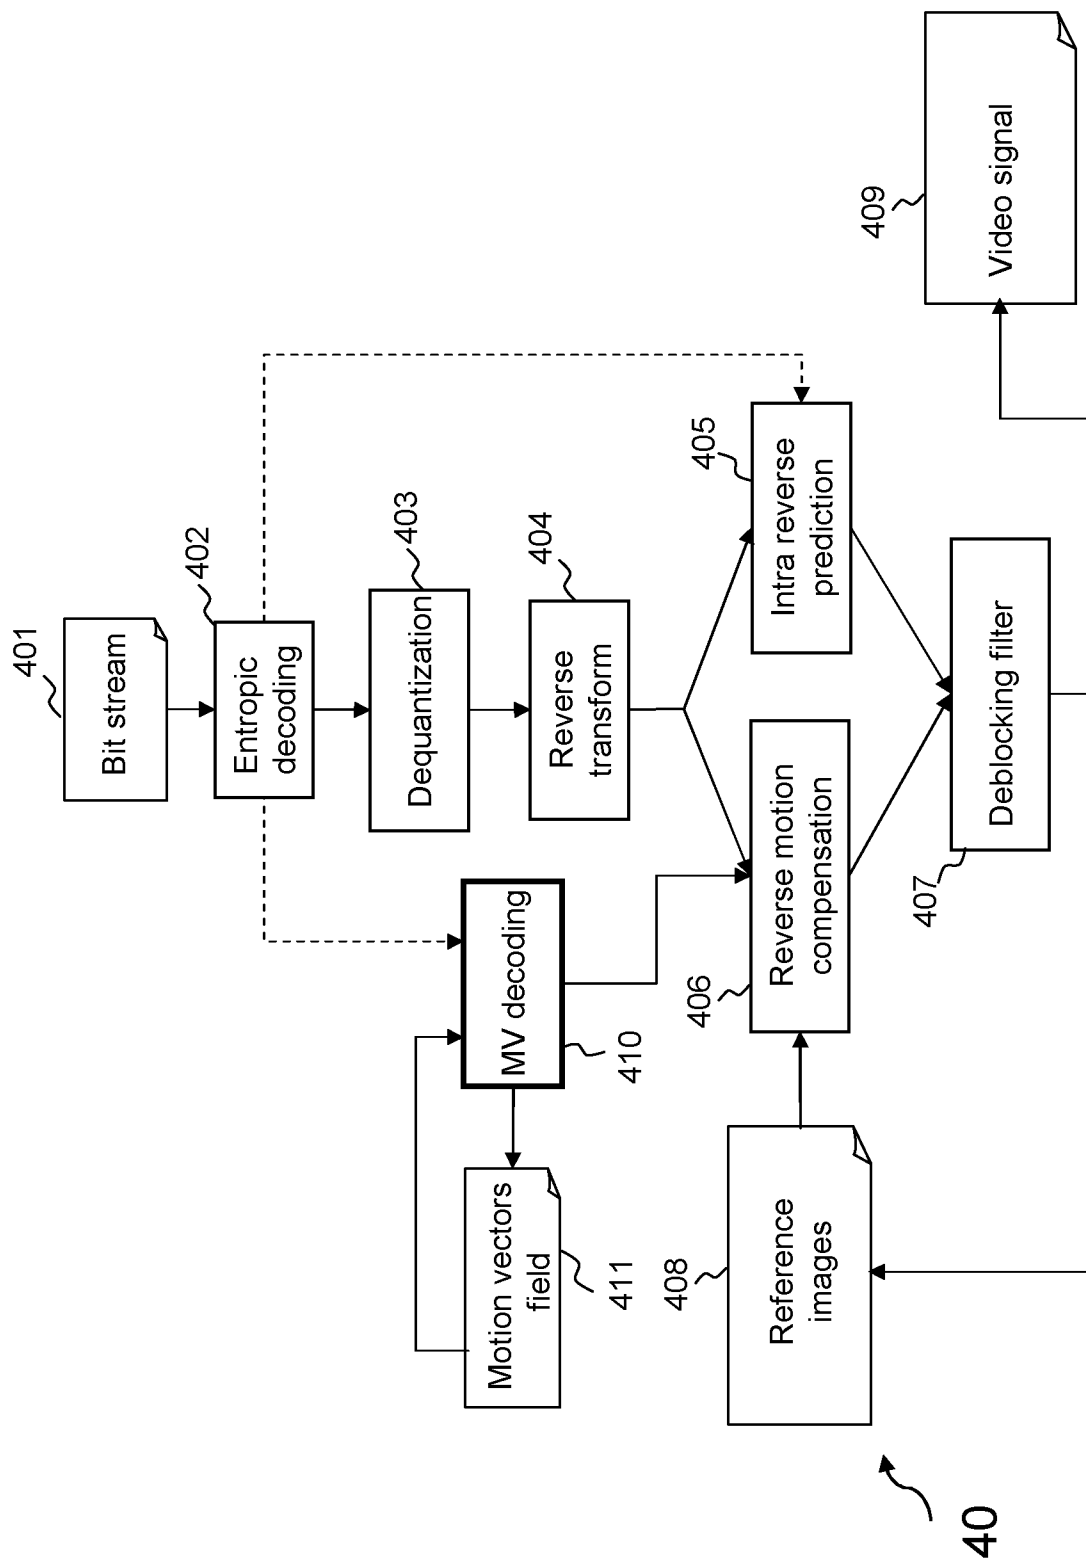 401
Bit stream
402
Entropic
decoding
403
Dequantization
404
Reverse
transform
405
Intra reverse
prediction
MV decoding
410
Motion vectors
field
411
406
Reverse motion
compensation
408
Reference
images
407
Deblocking filter
409
Video signal
40